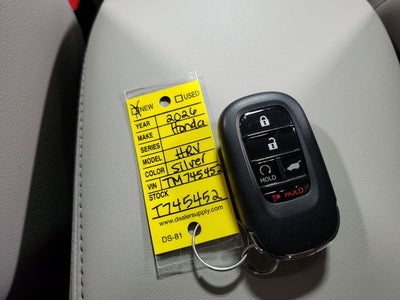 NEW USED
YEAR 2026
MAKE Honda
SERIES
MODEL HRV
COLOR Silver
VIN TM745452
STOCK
T745452
www.dealersupply.com
DS-81
HOLD
HOLD